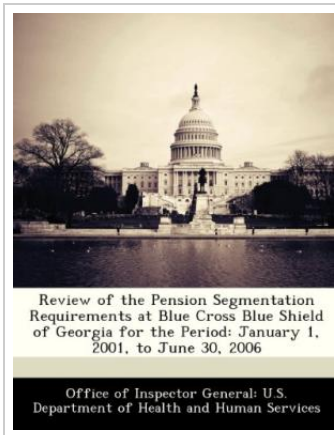 Review of the Pension Segmentation
Requirements at Blue Cross Blue Shield
of Georgia for the Period: January 1,
2001, to June 30, 2006
Office of Inspector General: U.S.
Department of Health and Human Services